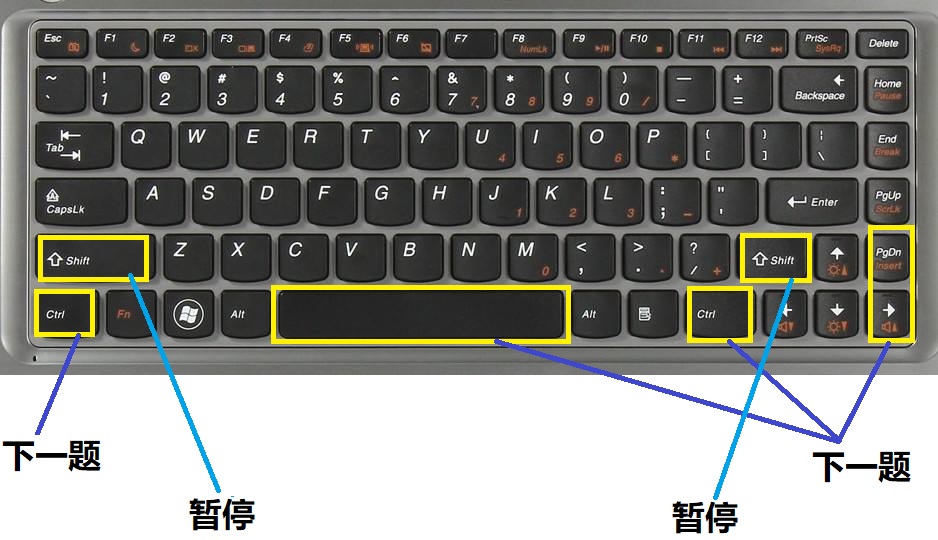 Esc F1 F2 F3 F4 F5 F6 F7 F8 NumLk F9 F10 F11 F12 PrtSc SysRq Delete
~ ` ! 1 @ 2 # 3 $ 4 % 5 ^ 6 & 7 7 * 8 8 ( 9 9 ) 0 / — - + = Backspace Home Pause
Tab Q W E R T Y U 4 I 5 O 6 P * { [ } ] ¦ \ End Break
CapsLk A S D F G H J 1 K 2 L 3 : ; - " ' Enter PgUp ScrLk
Shift Z X C V B N M 0 < , > . . ? / + Shift PgDn Insert
Ctrl Fn Alt Alt Ctrl
下一题
下一题
暂停
暂停